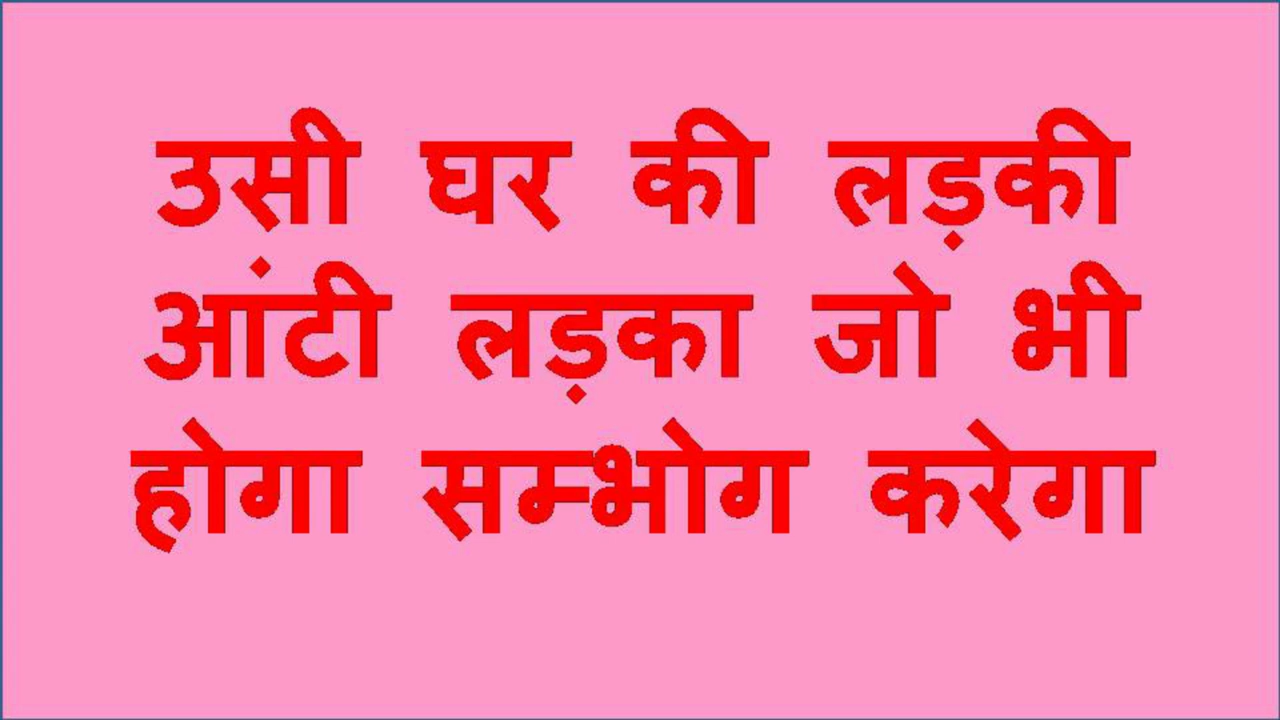 उसी घर की लड़की
आंटी लड़का जो भी
होगा सम्भोग करेगा